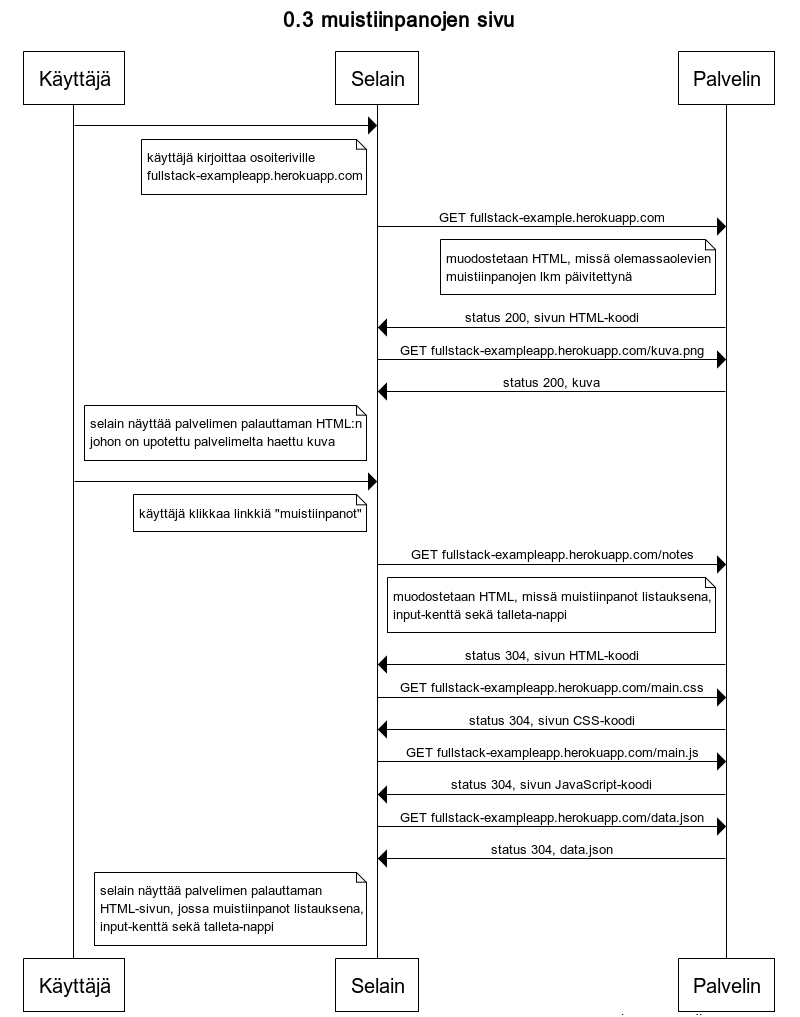 0.3 muistiinpanojen sivu
Käyttäjä
Selain
Palvelin
käyttäjä kirjoittaa osoiteriville
fullstack-exampleapp.herokuapp.com
GET fullstack-example.herokuapp.com
muodostetaan HTML, missä olemassaolevien
muistiinpanojen lkm päivitettynä
status 200, sivun HTML-koodi
GET fullstack-exampleapp.herokuapp.com/kuva.png
status 200, kuva
selain näyttää palvelimen palauttaman HTML:n
johon on upotettu palvelimelta haettu kuva
käyttäjä klikkaa linkkiä "muistiinpanot"
GET fullstack-exampleapp.herokuapp.com/notes
muodostetaan HTML, missä muistiinpanot listauksena,
input-kenttä sekä talleta-nappi
status 304, sivun HTML-koodi
GET fullstack-exampleapp.herokuapp.com/main.css
status 304, sivun CSS-koodi
GET fullstack-exampleapp.herokuapp.com/main.js
status 304, sivun JavaScript-koodi
GET fullstack-exampleapp.herokuapp.com/data.json
status 304, data.json
selain näyttää palvelimen palauttaman
HTML-sivun, jossa muistiinpanot listauksena,
input-kenttä sekä talleta-nappi
Käyttäjä
Selain
Palvelin